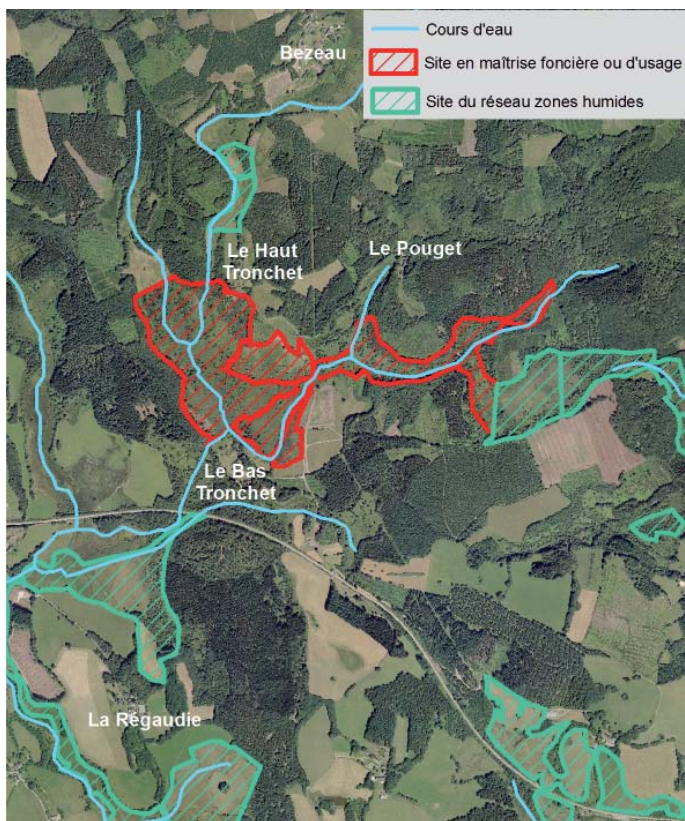 Cours d'eau
Site en maîtrise foncière ou d'usage
Site du réseau zones humides
Bezeau
Le Haut
Tronchet
Le Pouget
Le Bas
Tronchet
La Régaudie